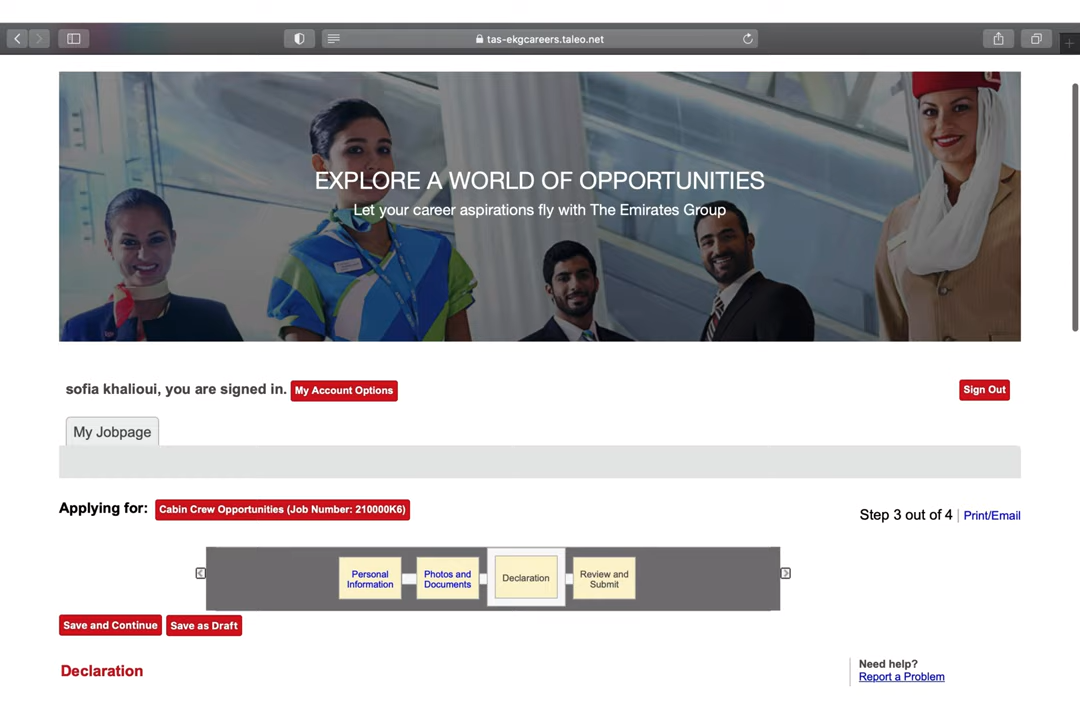 tas-ekgcareers.taleo.net
EXPLORE A WORLD OF OPPORTUNITIES
Let your career aspirations fly with The Emirates Group
sofia khalioui, you are signed in. My Account Options
Sign Out
My Jobpage
Applying for: Cabin Crew Opportunities (Job Number: 210000K6)
Step 3 out of 4 | Print/Email
Personal
Information
Photos and
Documents
Declaration
Review and
Submit
Save and Continue Save as Draft
Declaration
Need help?
Report a Problem